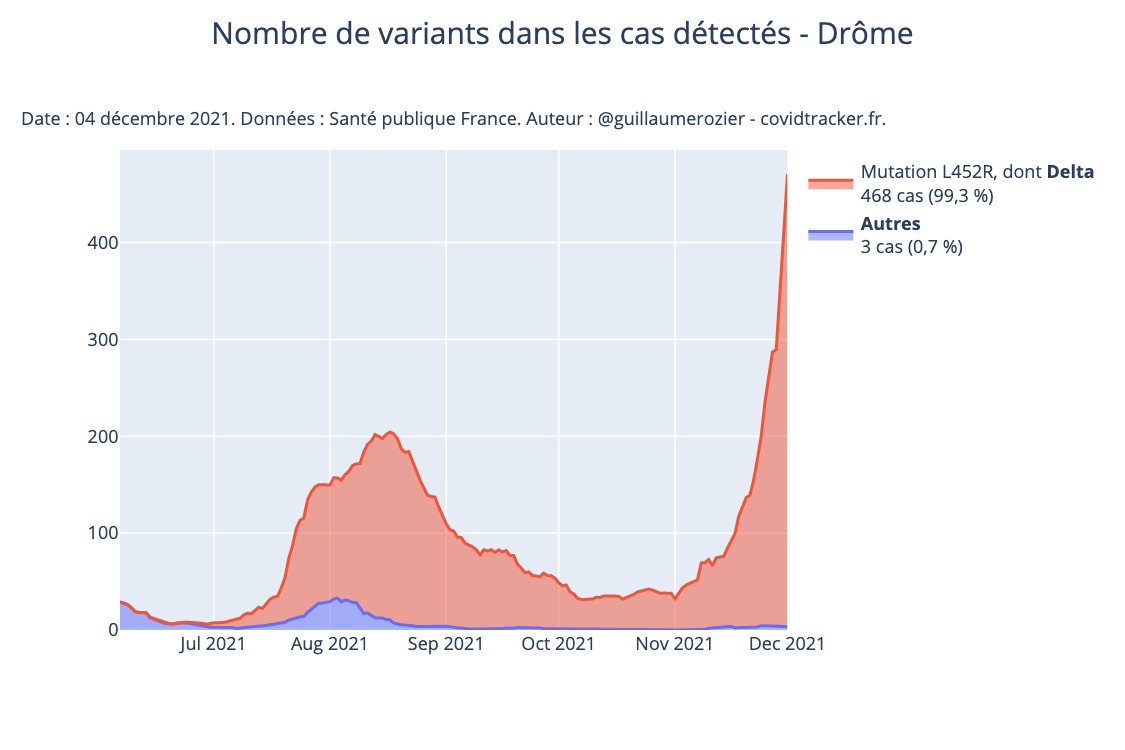 Nombre de variants dans les cas détectés - Drôme
Date : 04 décembre 2021. Données : Santé publique France. Auteur : @guillaumerozier - covidtracker.fr.
Mutation L452R, dont Delta
468 cas (99,3 %)
Autres
3 cas (0,7 %)
400
300
200
100
0
Jul 2021
Aug 2021
Sep 2021
Oct 2021
Nov 2021
Dec 2021